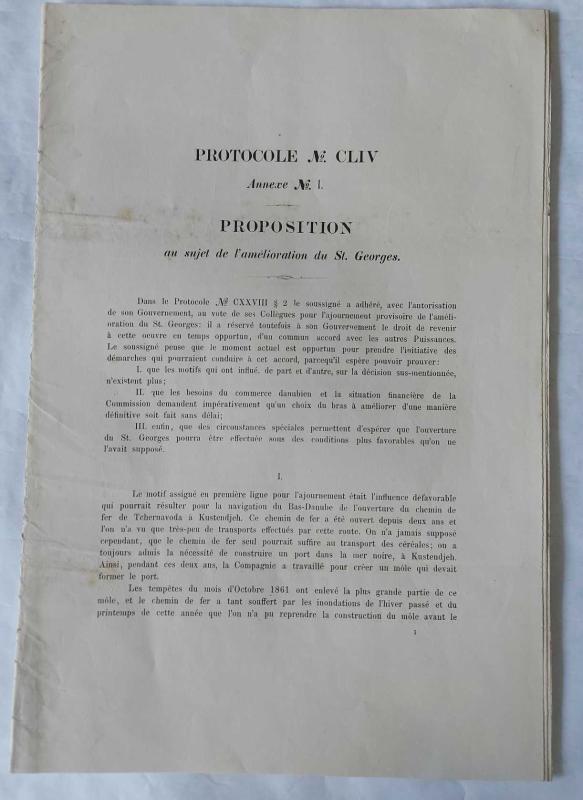 PROTOCOLE №. CLIV
Annexe №. I.
PROPOSITION
au sujet de l'amélioration du St. Georges.
Dans le Protocole № CXXVIII § 2 le soussigné a adhéré, avec l'autorisation
de son Gouvernement, au vote de ses Collègues pour l'ajournement provisoire de l'améli-
oration du St. Georges: il a réservé toutefois à son Gouvernement le droit de revenir
à cette oeuvre en temps opportun, d'un commun accord avec les autres Puissances.
Le soussigné pense que le moment actuel est opportun pour prendre l'initiative des
démarches qui pourraient conduire à cet accord, parcequ'il espère pouvoir prouver:
I. que les motifs qui ont influé, de part et d'autre, sur la décision sus-mentionnée,
n'existent plus;
II. que les besoins du commerce danubien et la situation financière de la
Commission demandent impérativement qu'un choix du bras à améliorer d'une manière
définitive soit fait sans délai;
III. enfin, que des circonstances spéciales permettent d'espérer que l'ouverture
du St. Georges pourra être effectuée sous des conditions plus favorables qu'on ne
l'avait supposé.
I.
Le motif assigné en première ligne pour l'ajournement était l'influence défavorable
qui pourrait résulter pour la navigation du Bas-Danube de l'ouverture du chemin de
fer de Tchernavoda à Kustendjeh. Ce chemin de fer a été ouvert depuis deux ans et
l'on n'a vu que très-peu de transports effectués par cette route. On n'a jamais supposé
cependant, que le chemin de fer seul pourrait suffire au transport des céréales; on a
toujours admis la nécessité de construire un port dans la mer noire, à Kustendjeh.
Ainsi, pendant ces deux ans, la Compagnie a travaillé pour créer un môle qui devait
former le port.
Les tempêtes du mois d'Octobre 1861 ont enlevé la plus grande partie de ce
môle, et le chemin de fer a tant souffert par les inondations de l'hiver passé et du
printemps de cette année que l'on n'a pu reprendre la construction du môle avant le
1